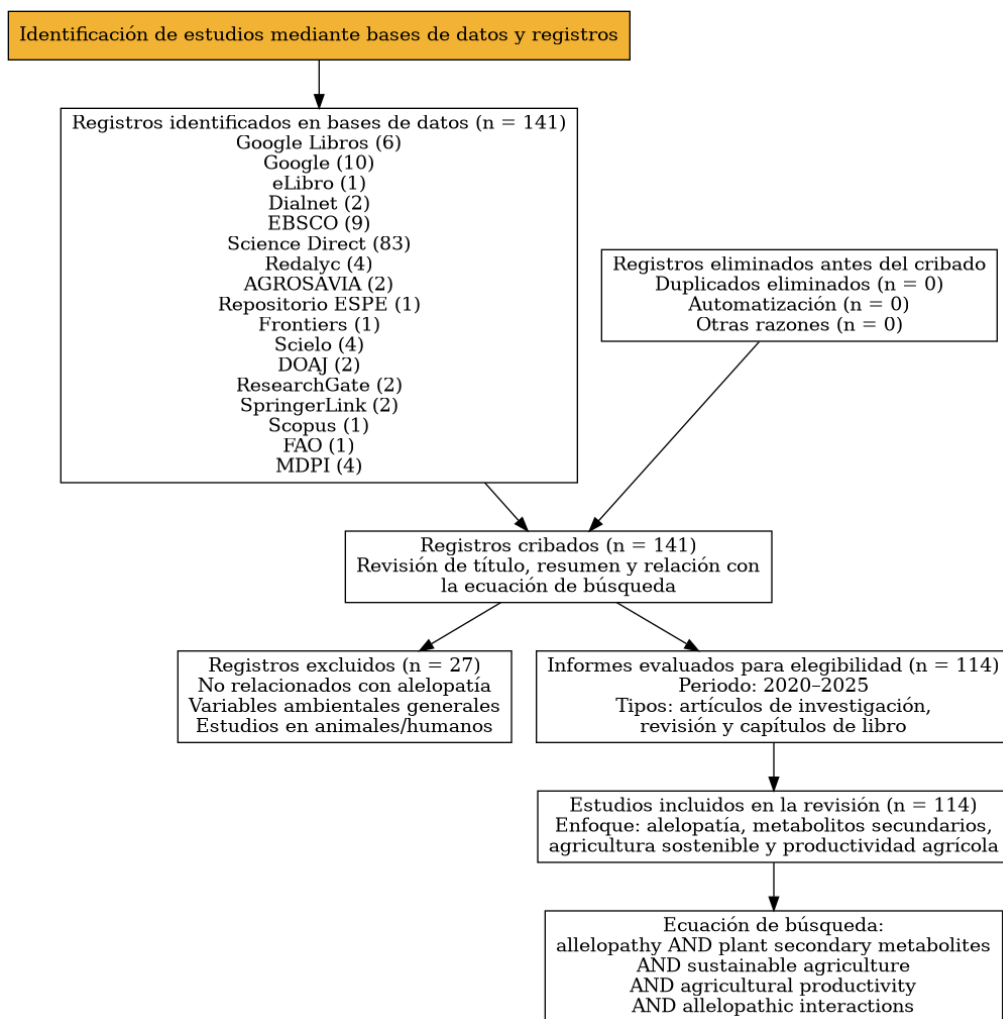 Identificación de estudios mediante bases de datos y registros
Registros identificados en bases de datos (n = 141)
Google Libros (6)
Google (10)
eLibro (1)
Dialnet (2)
EBSCO (9)
Science Direct (83)
Redalyc (4)
AGROSAVIA (2)
Repositorio ESPE (1)
Frontiers (1)
Scielo (4)
DOAJ (2)
ResearchGate (2)
SpringerLink (2)
Scopus (1)
FAO (1)
MDPI (4)
Registros eliminados antes del cribado
Duplicados eliminados (n = 0)
Automatización (n = 0)
Otras razones (n = 0)
Registros cribados (n = 141)
Revisión de título, resumen y relación con
la ecuación de búsqueda
Registros excluidos (n = 27)
No relacionados con alelopatía
Variables ambientales generales
Estudios en animales/humanos
Informes evaluados para elegibilidad (n = 114)
Periodo: 2020–2025
Tipos: artículos de investigación,
revisión y capítulos de libro
Estudios incluidos en la revisión (n = 114)
Enfoque: alelopatía, metabolitos secundarios,
agricultura sostenible y productividad agrícola
Ecuación de búsqueda:
allelopathy AND plant secondary metabolites
AND sustainable agriculture
AND agricultural productivity
AND allelopathic interactions